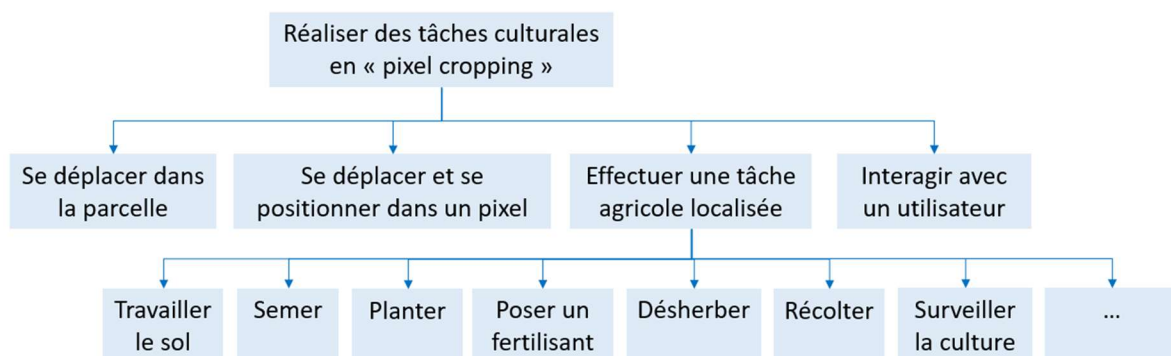 Réaliser des tâches culturales
en « pixel cropping »
Se déplacer dans
la parcelle
Se déplacer et se
positionner dans un pixel
Effectuer une tâche
agricole localisée
Interagir avec
un utilisateur
Travailler
le sol
Semer
Planter
Poser un
fertilisant
Désherber
Récolter
Surveiller
la culture
...